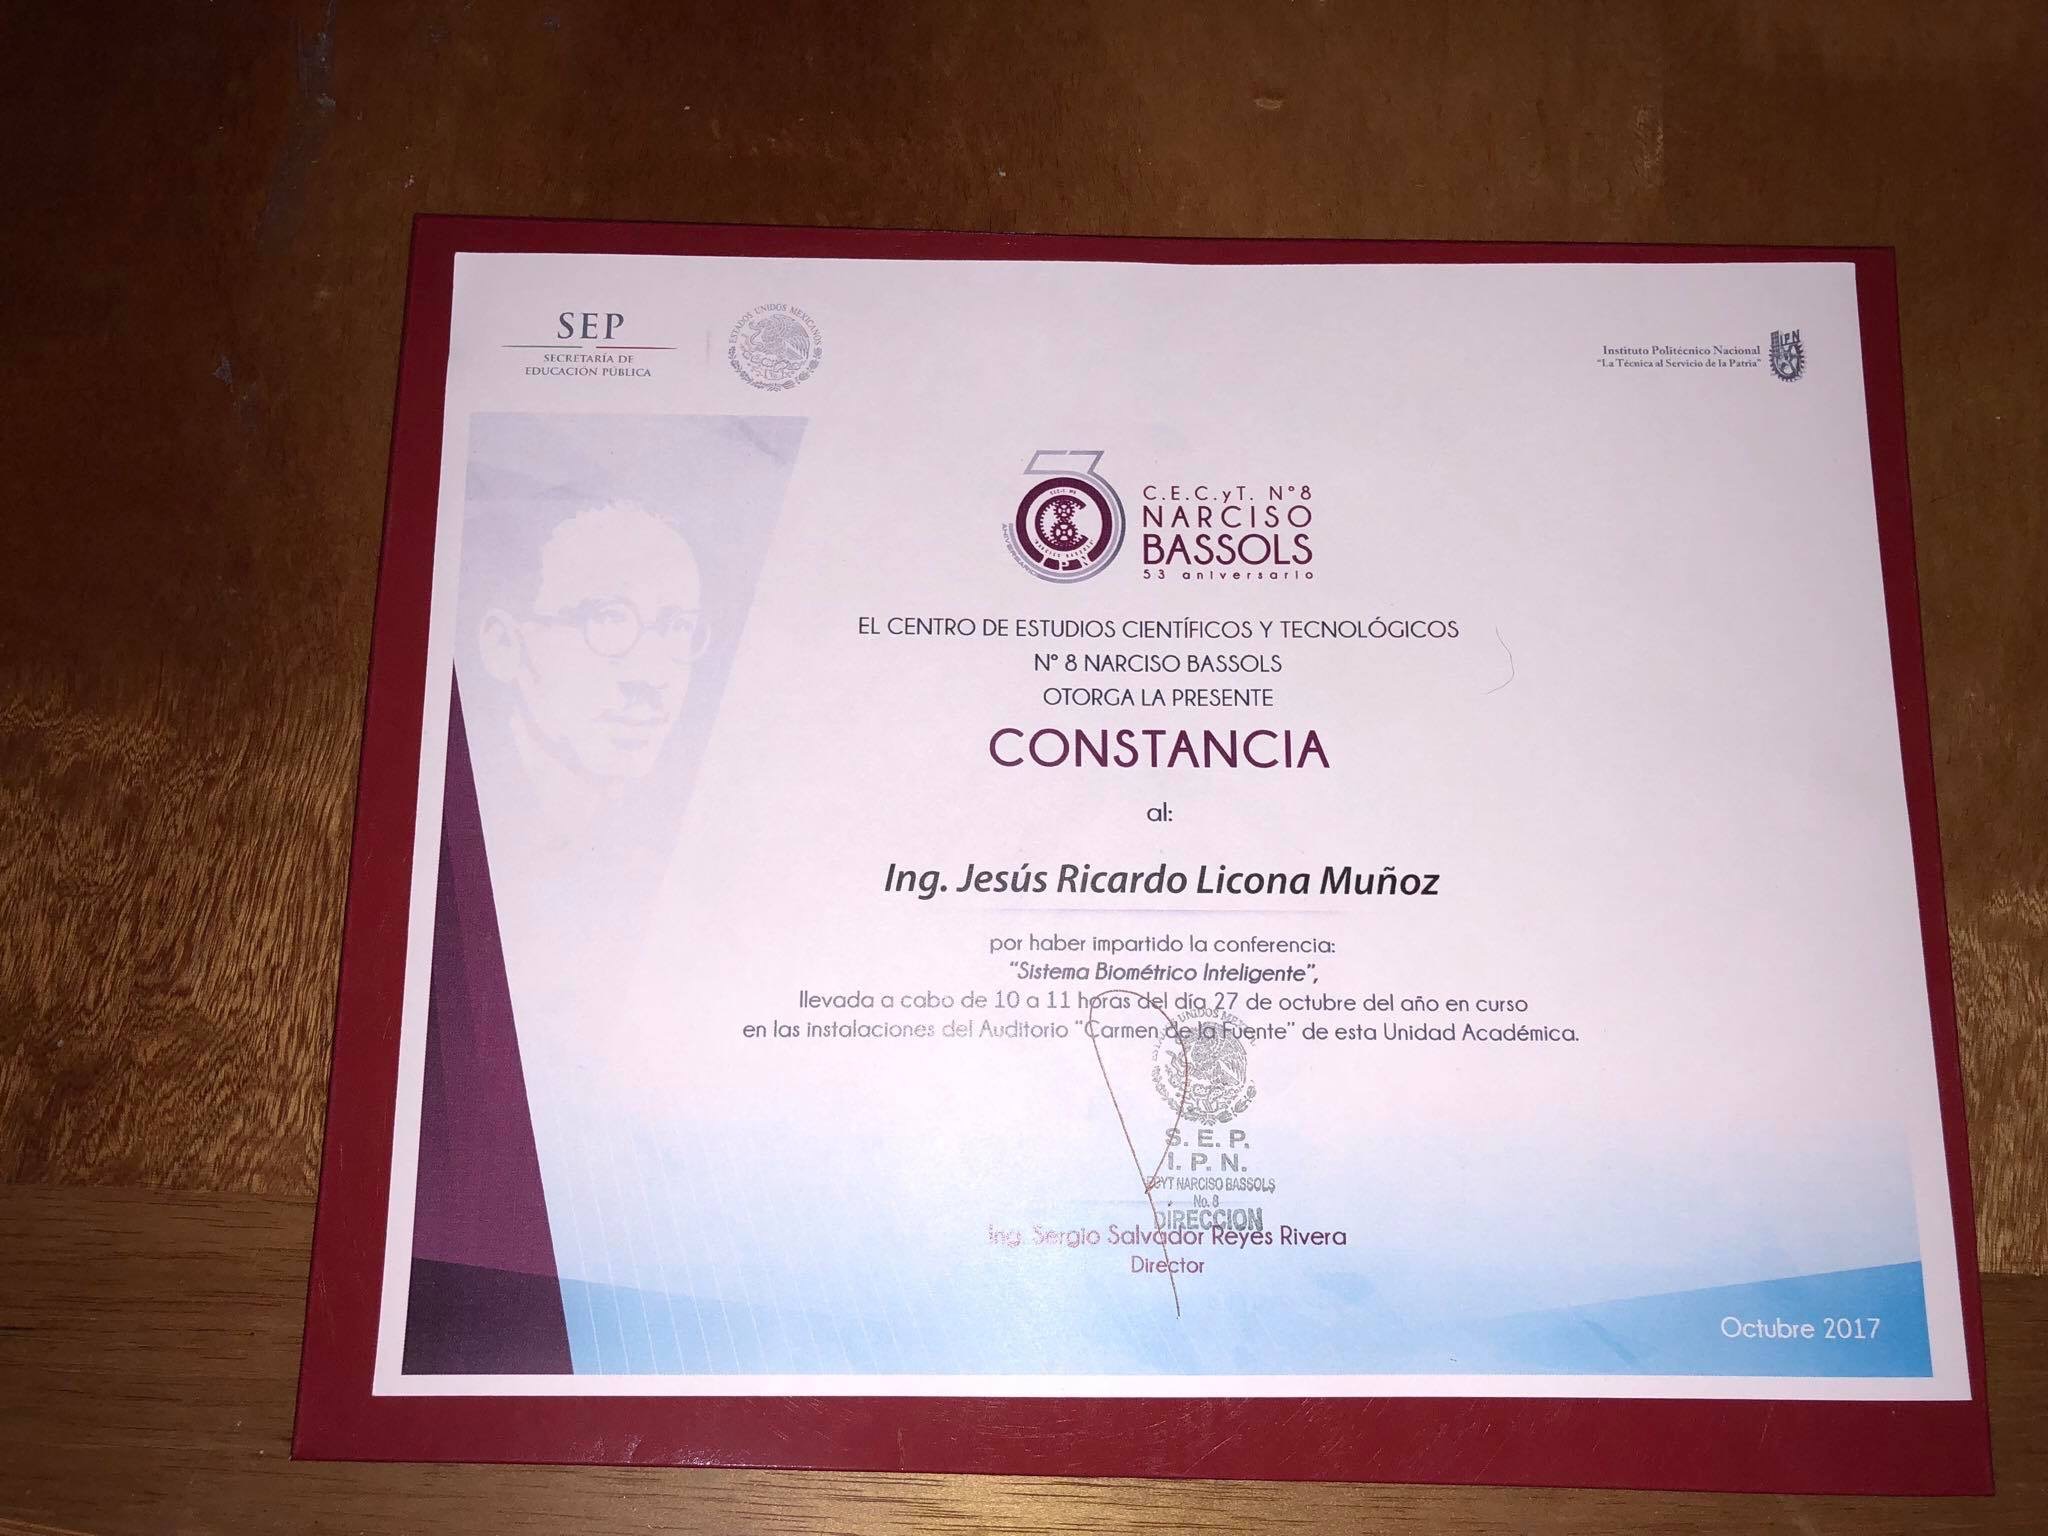 SEP
SECRETARÍA DE
EDUCACIÓN PÚBLICA
ESTADOS UNIDOS MEXICANOS
Instituto Politécnico Nacional
"La Técnica al Servicio de la Patria"
IPN
C.E.C.yT. N°8
NARCISO
BASSOLS
53 aniversario
ANIVERSARIO
EL CENTRO DE ESTUDIOS CIENTÍFICOS Y TECNOLÓGICOS
N° 8 NARCISO BASSOLS
OTORGA LA PRESENTE
CONSTANCIA
al:
Ing. Jesús Ricardo Licona Muñoz
por haber impartido la conferencia:
"Sistema Biométrico Inteligente",
llevada a cabo de 10 a 11 horas del día 27 de octubre del año en curso
en las instalaciones del Auditorio "Carmen de la Fuente" de esta Unidad Académica.
S. E. P.
I. P. N.
NARCISO BASSOLS
No. 8
DIRECCION
Ing. Sergio Salvador Reyes Rivera
Director
Octubre 2017